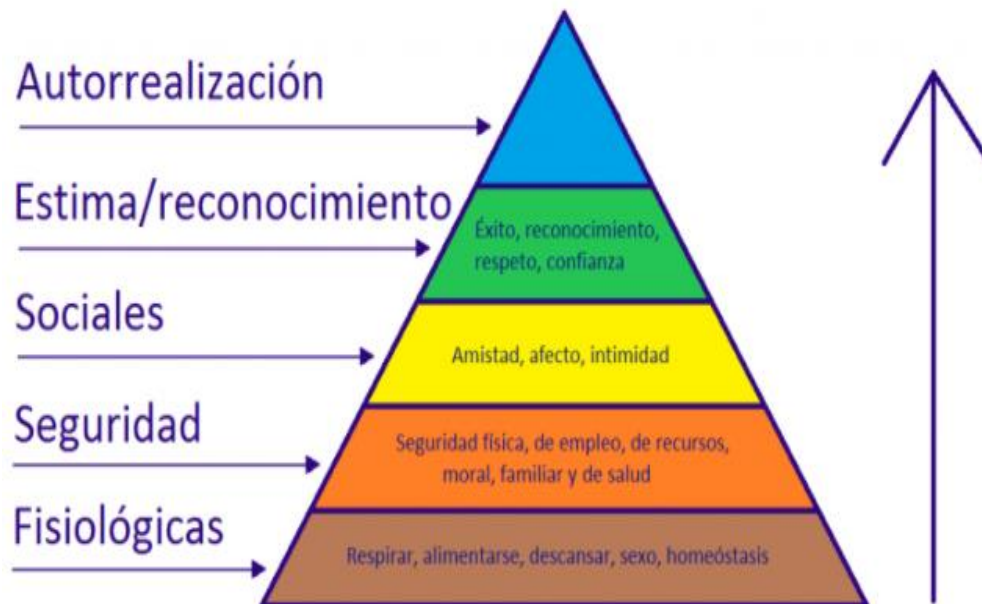 Autorrealización
Estima/reconocimiento
Éxito, reconocimiento,
respeto, confianza
Sociales
Amistad, afecto, intimidad
Seguridad
Seguridad física, de empleo, de recursos,
moral, familiar y de salud
Fisiológicas
Respirar, alimentarse, descansar, sexo, homeóstasis